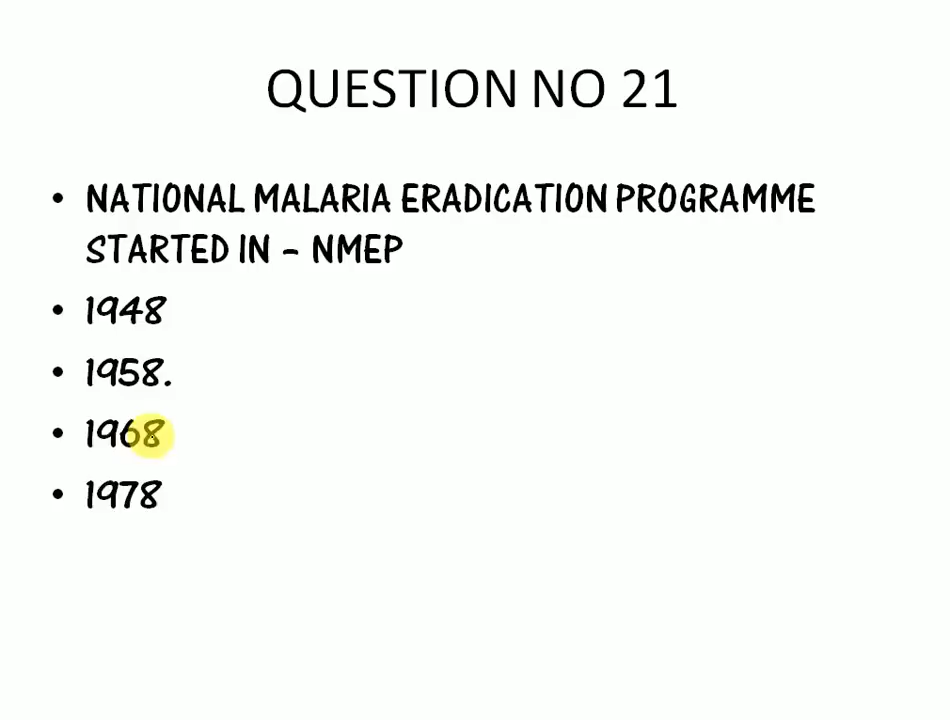 QUESTION NO 21
• NATIONAL MALARIA ERADICATION PROGRAMME
STARTED IN – NMEP
• 1948
• 1958.
• 1968
• 1978